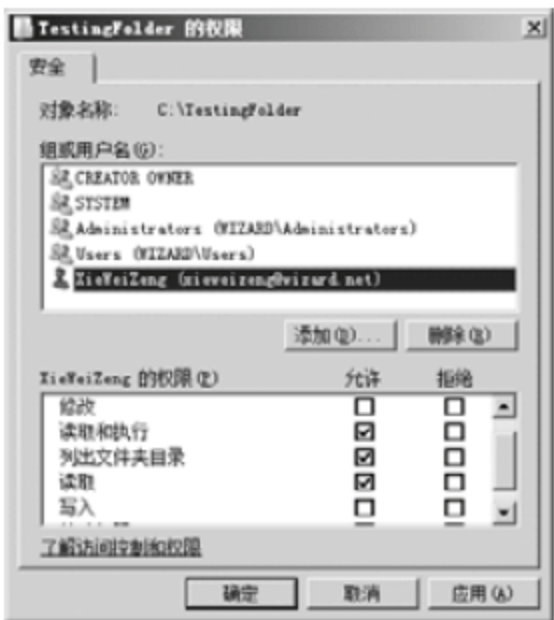 TestingFolder 的权限
安全
对象名称: C:\TestingFolder
组或用户名(G):
CREATOR OWNER
SYSTEM
Administrators (WIZARD\Administrators)
Users (WIZARD\Users)
XieWeiZeng (xieweizeng@wizard.net)
添加(D)... 删除(R)
XieWeiZeng 的权限(P) 允许 拒绝
修改
读取和执行
列出文件夹目录
读取
写入
了解访问控制和权限
确定 取消 应用(A)